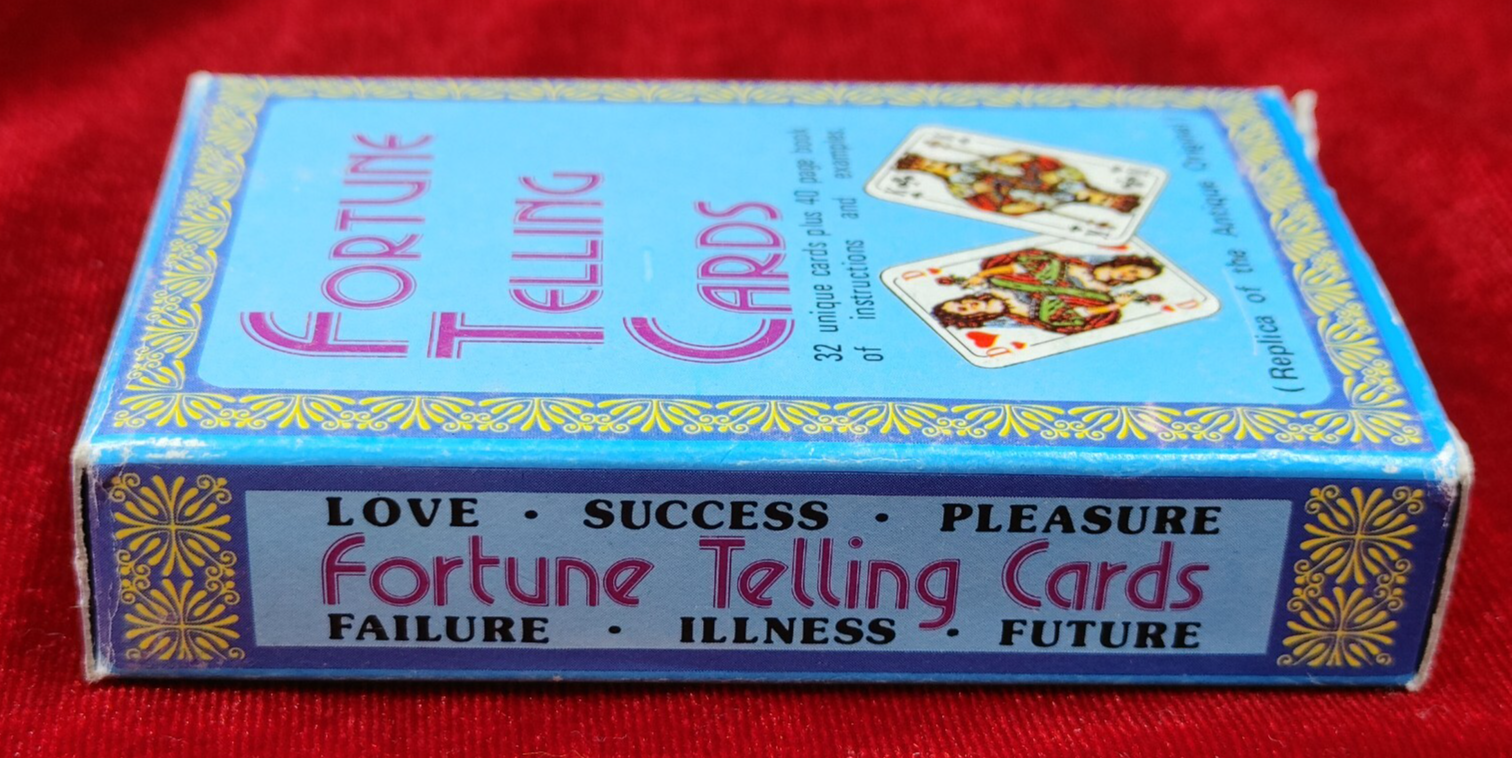 FORTUNE
TELLING
CARDS
32 unique cards plus 40 page book
of instructions and examples.
D
D
D
(Replica of the Antique Original
LOVE · SUCCESS · PLEASURE
Fortune Telling Cards
FAILURE · ILLNESS · FUTURE